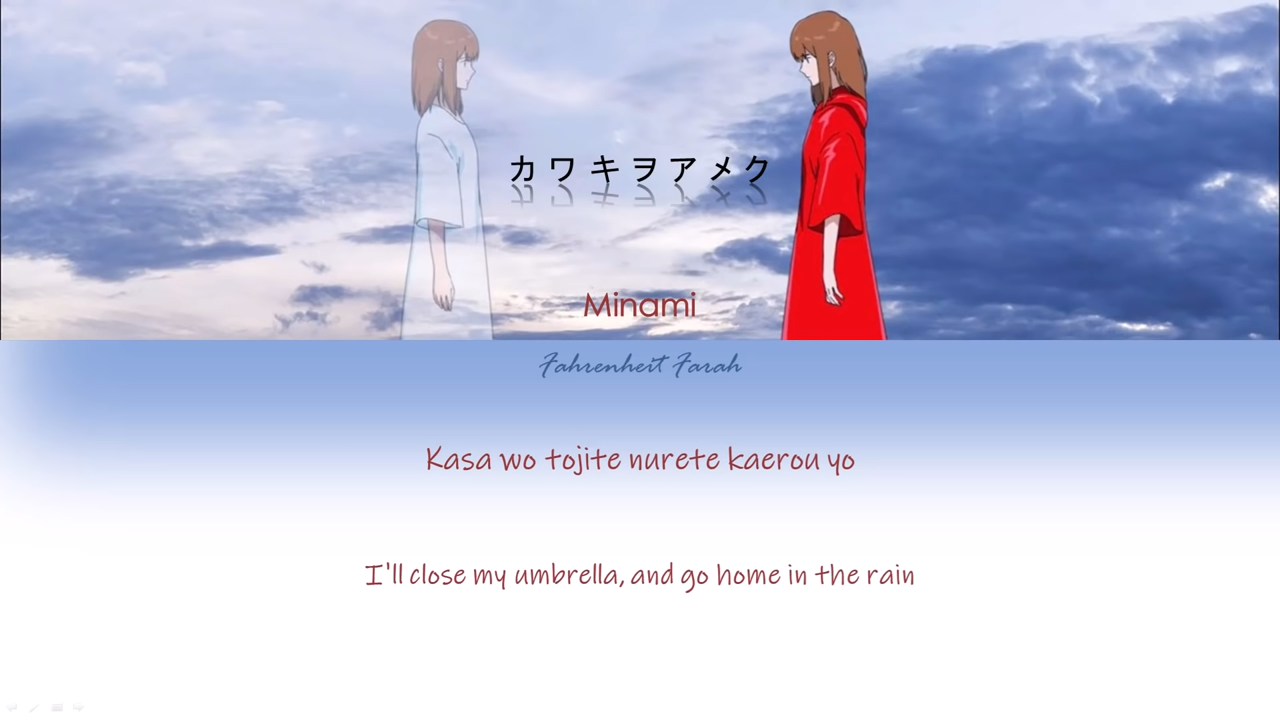 カワキヲアメク
Minami
Fahrenheit Farah
Kasa wo tojite nurete kaerou yo
I'll close my umbrella, and go home in the rain